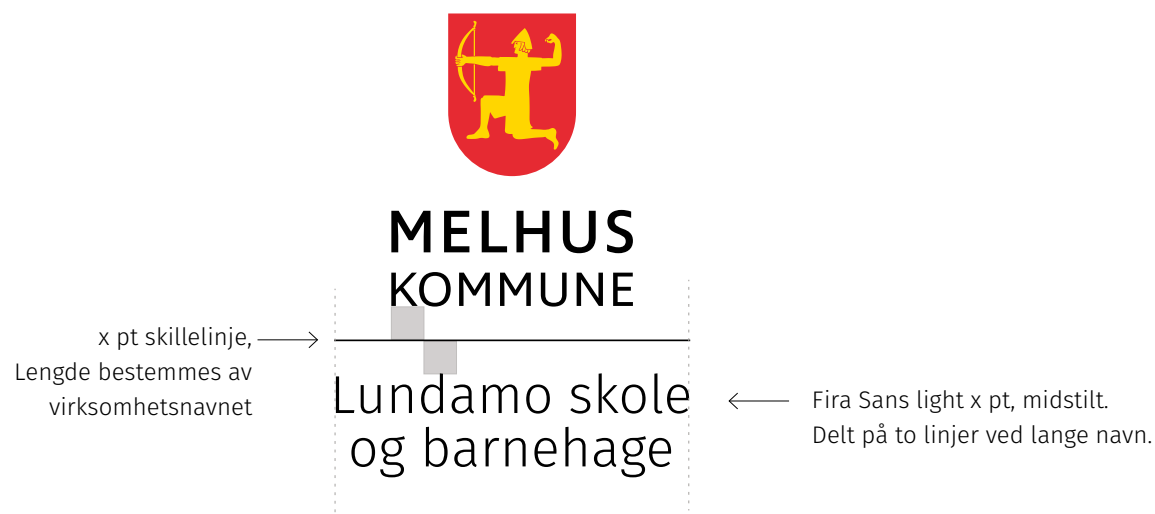 MELHUS
KOMMUNE
x pt skillelinje,
Lengde bestemmes av
virksomhetsnavnet
Lundamo skole
og barnehage
Fira Sans light x pt, midstilt.
Delt på to linjer ved lange navn.